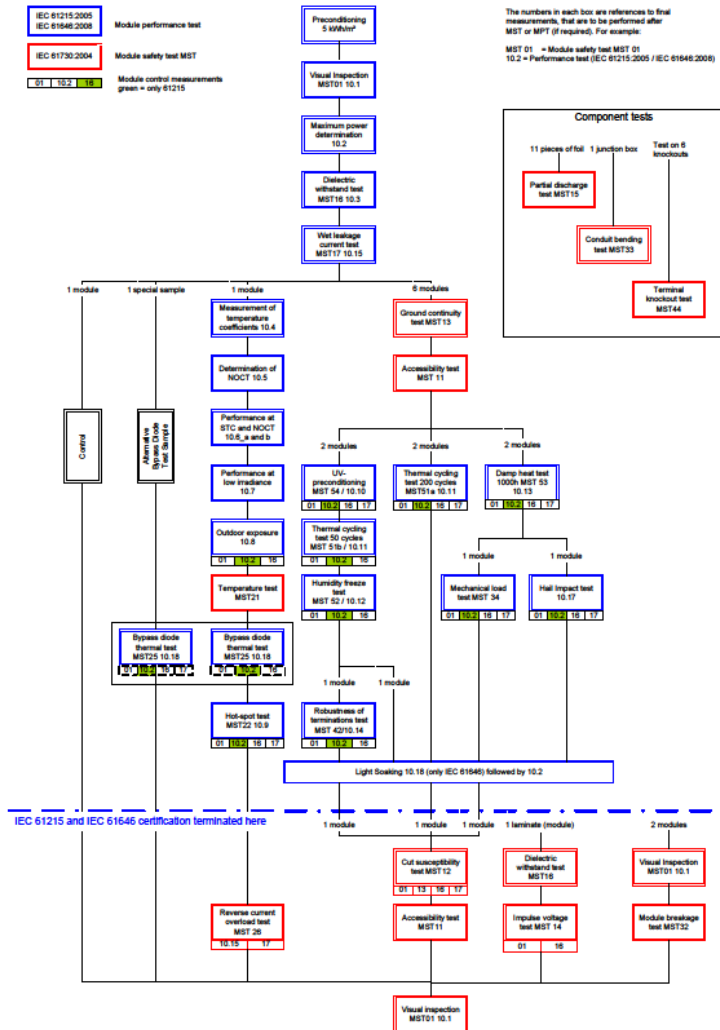 IEC 61215:2005
IEC 61646:2008
Module performance test
IEC 61730:2004
Module safety test MST
01 10.2 16
Module control measurements
green = only 61215
The numbers in each box are references to final
measurements, that are to be performed after
MST or MPT (if required). For example:
MST 01 = Module safety test MST 01
10.2 = Performance test (IEC 61215:2005 / IEC 61646:2008)
Preconditioning
5 kWh/m²
Visual Inspection
MST01 10.1
Maximum power
determination
10.2
Dielectric
withstand test
MST16 10.3
Wet leakage
current test
MST17 10.15
Component tests
11 pieces of foil
1 junction box
Test on 6
knockouts
Partial discharge
test MST15
Conduit bending
test MST33
Terminal
knockout test
MST44
1 module
1 special sample
1 module
6 modules
Control
Alternative
Bypass Diode
Test Sample
Measurement of
temperature
coefficients 10.4
Determination of
NOCT 10.5
Performance at
STC and NOCT
10.6_a and b
Performance at
low irradiance
10.7
Outdoor exposure
10.8
01 10.2 16
Temperature test
MST21
Bypass diode
thermal test
MST25 10.18
01 10.2 16 17
Bypass diode
thermal test
MST25 10.18
01 10.2 16
Hot-spot test
MST22 10.9
01 10.2 16 17
Ground continuity
test MST13
Accessibility test
MST 11
2 modules
2 modules
2 modules
UV-
preconditioning
MST 54 / 10.10
01 10.2 16 17
Thermal cycling
test 50 cycles
MST 51b / 10.11
01 10.2 16
Humidity freeze
test
MST 52 / 10.12
01 10.2 16
1 module
1 module
Robustness of
terminations test
MST 42/10.14
01 10.2 16
Thermal cycling
test 200 cycles
MST51a 10.11
01 10.2 16 17
Damp heat test
1000h MST 53
10.13
01 10.2 16 17
1 module
1 module
Mechanical load
test MST 34
01 10.2 16 17
Hail Impact test
10.17
01 10.2 16 17
Light Soaking 10.18 (only IEC 61646) followed by 10.2
IEC 61215 and IEC 61646 certification terminated here
1 module
1 module
1 module
1 laminate (module)
2 modules
Cut susceptibility
test MST12
01 13 16 17
Accessibility test
MST11
Dielectric
withstand test
MST16
Impulse voltage
test MST 14
01 16
Visual Inspection
MST01 10.1
Module breakage
test MST32
Reverse current
overload test
MST 26
10.15 17
Visual inspection
MST01 10.1